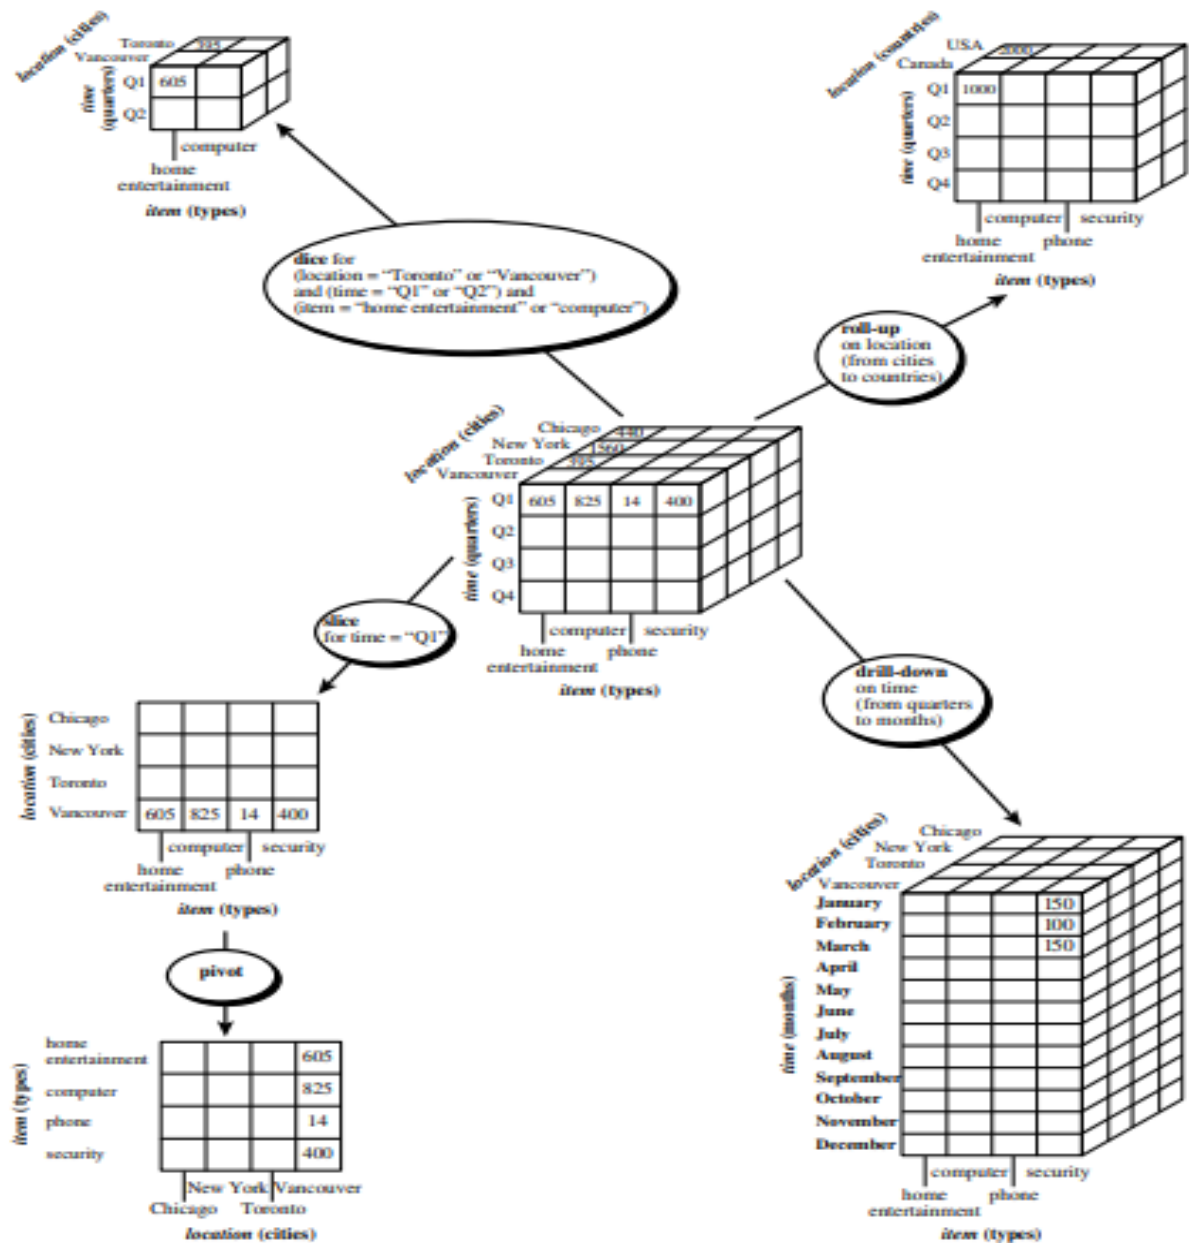 location (cities)
Toronto 395
Vancouver
time (quarters)
Q1 605
Q2
computer
home
entertainment
item (types)
location (countries)
USA 2000
Canada
time (quarters)
Q1 1000
Q2
Q3
Q4
computer security
home phone
entertainment
item (types)
dice for
(location = “Toronto” or “Vancouver”)
and (time = “Q1” or “Q2”) and
(item = “home entertainment” or “computer”)
roll-up
on location
(from cities
to countries)
location (cities)
Chicago 440
New York 1560
Toronto 395
Vancouver
time (quarters)
Q1 605 825 14 400
Q2
Q3
Q4
computer security
home phone
entertainment
item (types)
slice
for time = “Q1”
drill-down
on time
(from quarters
to months)
location (cities)
Chicago
New York
Toronto
Vancouver 605 825 14 400
computer security
home phone
entertainment
item (types)
pivot
item (types)
home
entertainment 605
computer 825
phone 14
security 400
New York Vancouver
Chicago Toronto
location (cities)
location (cities)
Chicago
New York
Toronto
Vancouver
time (months)
January 150
February 100
March 150
April
May
June
July
August
September
October
November
December
computer security
home phone
entertainment
item (types)